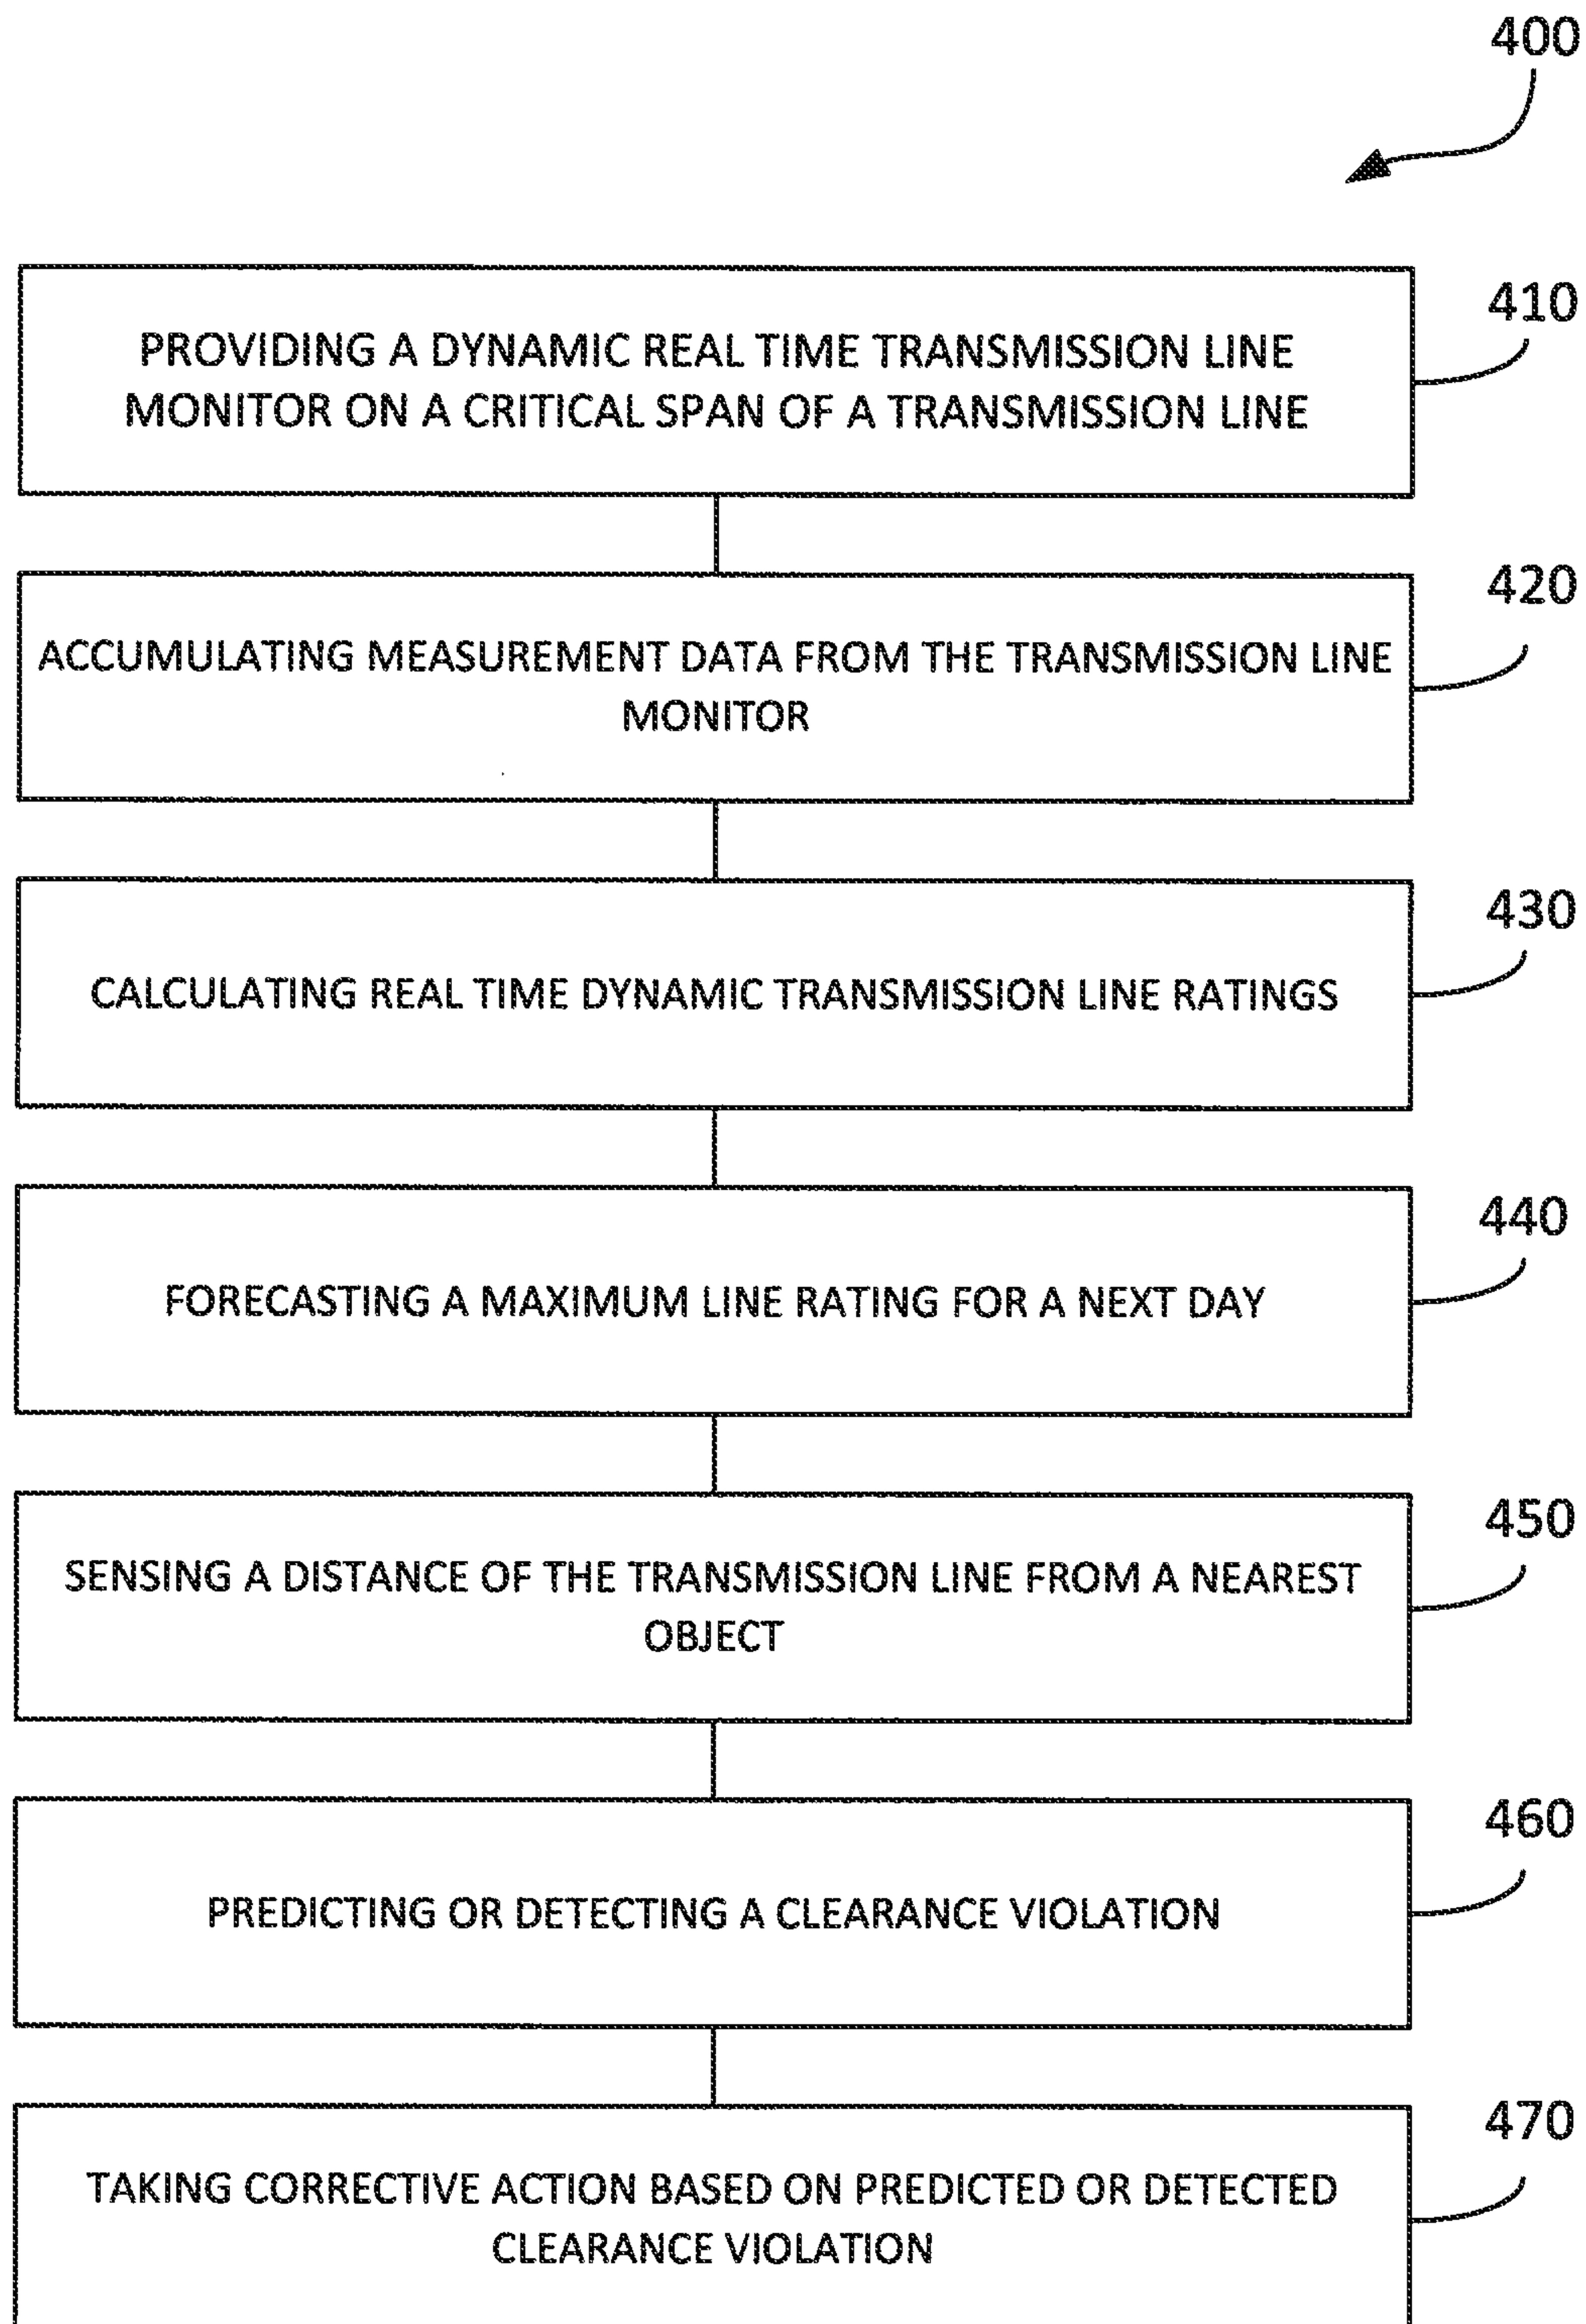 400
PROVIDING A DYNAMIC REAL TIME TRANSMISSION LINE
MONITOR ON A CRITICAL SPAN OF A TRANSMISSION LINE
410
ACCUMULATING MEASUREMENT DATA FROM THE TRANSMISSION LINE
MONITOR
420
CALCULATING REAL TIME DYNAMIC TRANSMISSION LINE RATINGS
430
FORECASTING A MAXIMUM LINE RATING FOR A NEXT DAY
440
SENSING A DISTANCE OF THE TRANSMISSION LINE FROM A NEAREST
OBJECT
450
PREDICTING OR DETECTING A CLEARANCE VIOLATION
460
TAKING CORRECTIVE ACTION BASED ON PREDICTED OR DETECTED
CLEARANCE VIOLATION
470